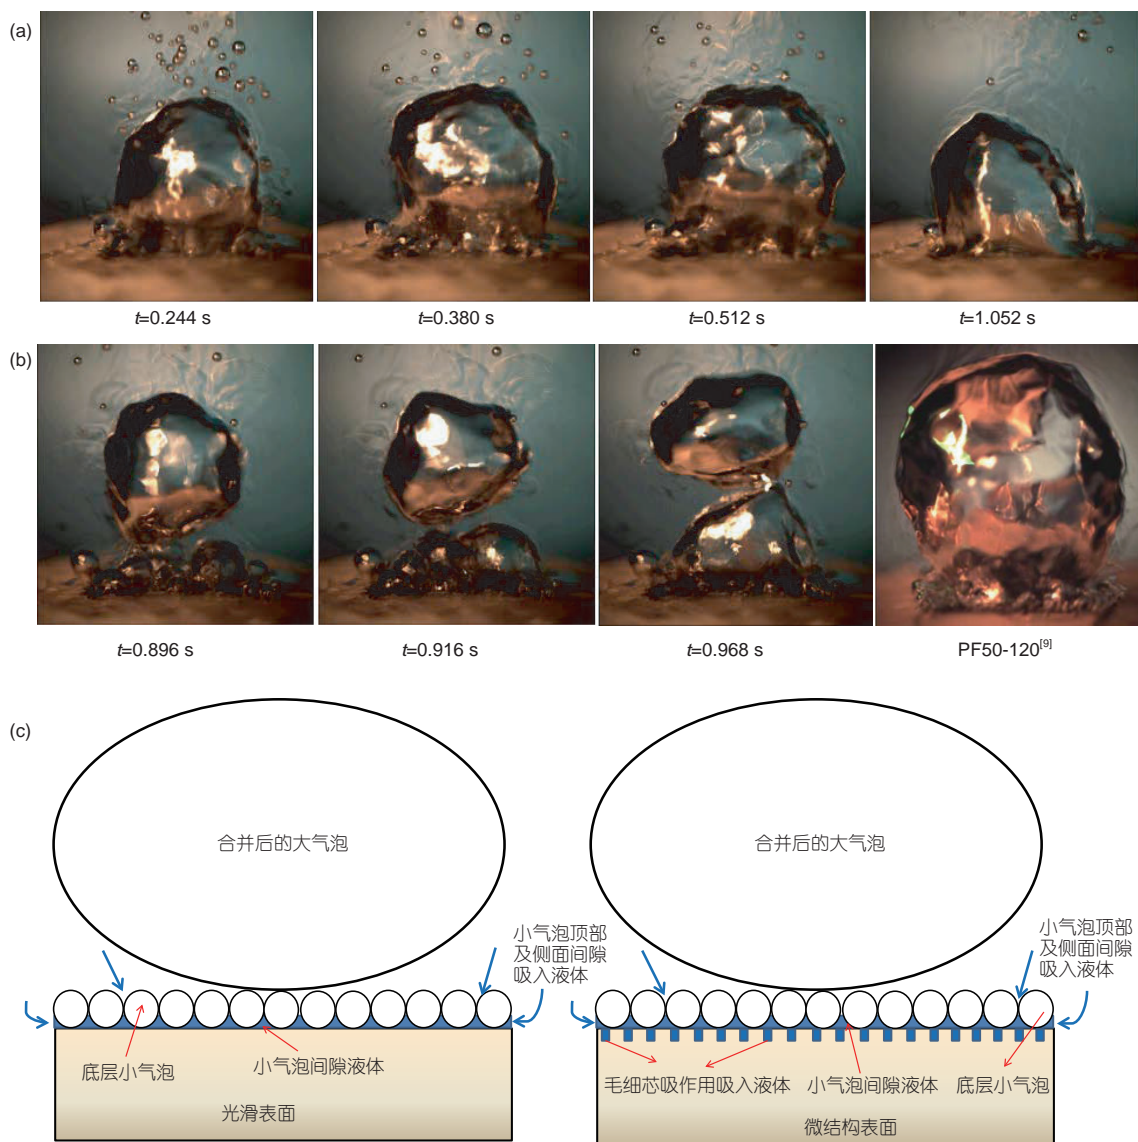 (a)
t=0.244 s
t=0.380 s
t=0.512 s
t=1.052 s
(b)
t=0.896 s
t=0.916 s
t=0.968 s
PF50-120[9]
(c)
合并后的大气泡
小气泡顶部
及侧面间隙
吸入液体
底层小气泡
小气泡间隙液体
光滑表面
合并后的大气泡
小气泡顶部
及侧面间隙
吸入液体
毛细芯吸作用吸入液体
小气泡间隙液体
底层小气泡
微结构表面